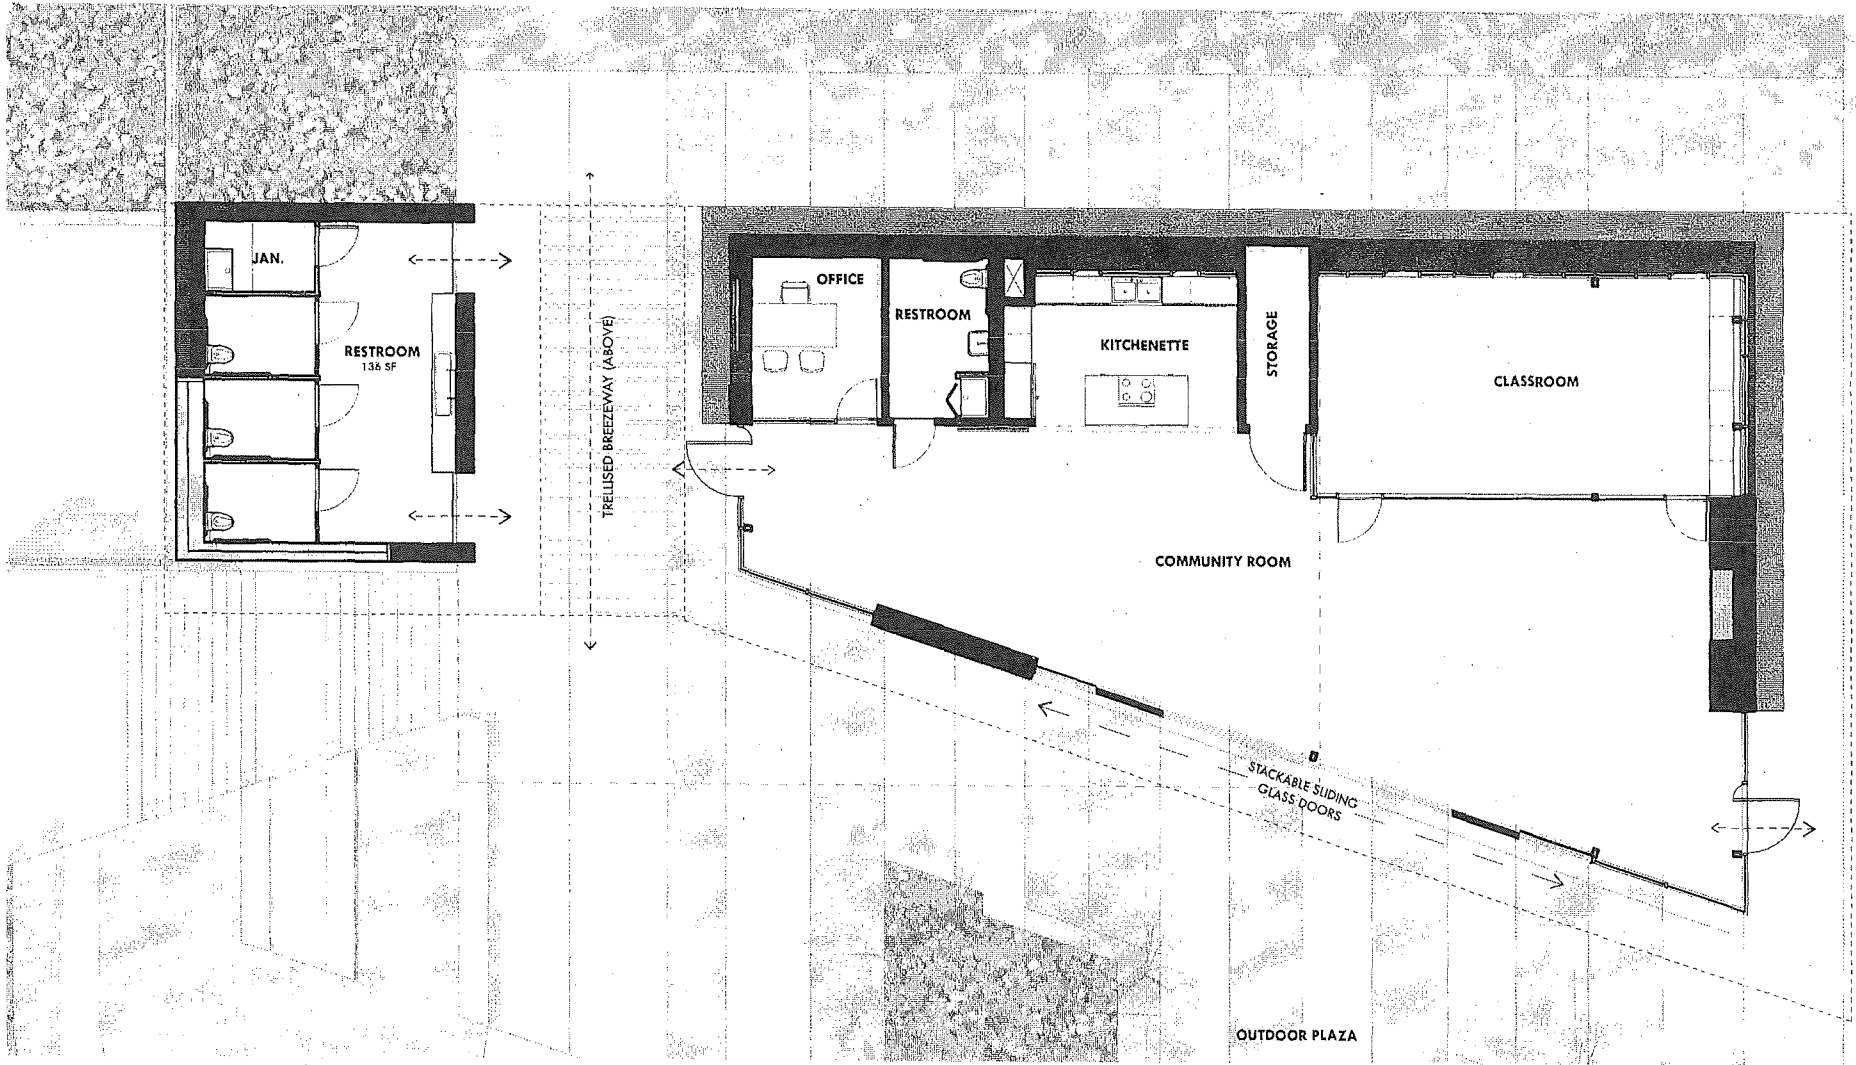 JAN.
OFFICE
RESTROOM
KITCHENETTE
STORAGE
CLASSROOM
RESTROOM
136 SF
TRELLISED BREEZEWAY (ABOVE)
COMMUNITY ROOM
STACKABLE SLIDING
GLASS DOORS
OUTDOOR PLAZA